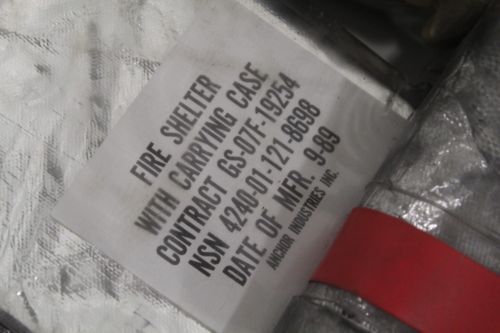 FIRE SHELTER
WITH CARRYING CASE
CONTRACT GS-07F-19254
NSN 4240-01-121-8698
DATE OF MFR. 9-89
ANCHOR INDUSTRIES INC.